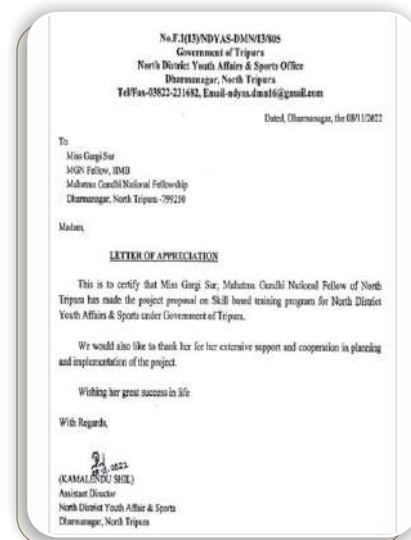 No.F.1(13)/NDYAS-DMN/13/805
Government of Tripura
North District Youth Affairs & Sports Office
Dharmanagar, North Tripura
Tel/Fax-03822-231682, Email-ndyas.dmn16@gmail.com
Dated, Dharmanagar, the 08/11/2022
To
Miss Gargi Sur
MGN Fellow, IIMB
Mahatma Gandhi National Fellowship
Dharmanagar, North Tripura -799250
Madam,
LETTER OF APPRECIATION
This is to certify that Miss Gargi Sur, Mahatma Gandhi National Fellow of North
Tripura has made the project proposal on Skill based training program for North District
Youth Affairs & Sports under Government of Tripura.
We would also like to thank her for her extensive support and cooperation in planning
and implementation of the project.
Wishing her great success in life
With Regards,
(KAMALENDU SHIL)
Assistant Director
North District Youth Affair & Sports
Dharmanagar, North Tripura